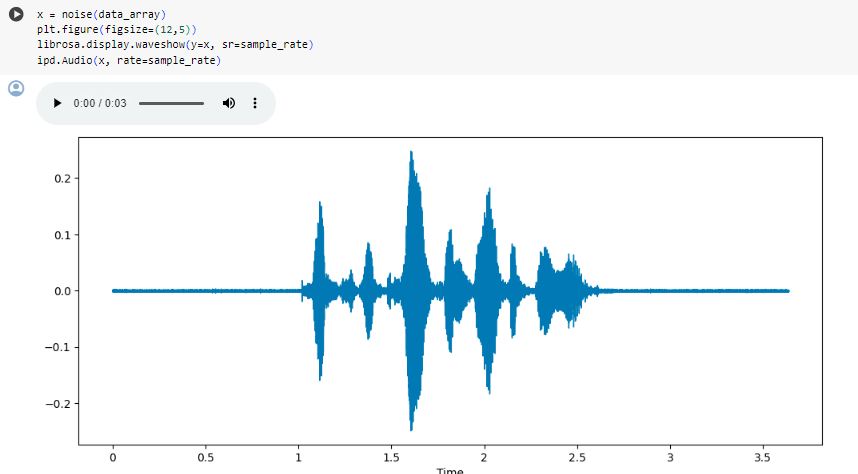 x = noise(data_array)
plt.figure(figsize=(12,5))
librosa.display.waveshow(y=x, sr=sample_rate)
ipd.Audio(x, rate=sample_rate)
0:00 / 0:03
0.2
0.1
0.0
−0.1
−0.2
0 0.5 1 1.5 2 2.5 3 3.5
Time